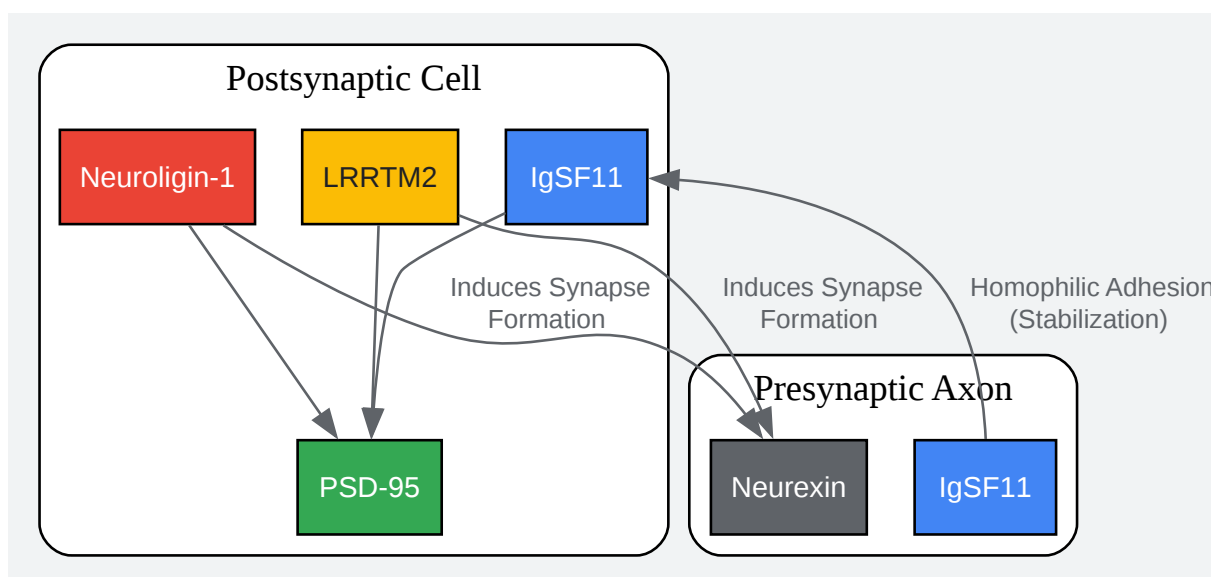 Postsynaptic Cell
Neuroligin-1
LRRTM2
IgSF11
Induces Synapse
Formation
Induces Synapse
Formation
Homophilic Adhesion
(Stabilization)
Presynaptic Axon
PSD-95
Neurexin
IgSF11